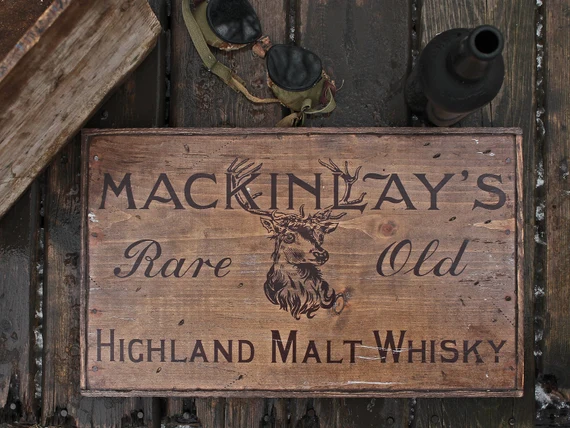 MACKINLAY'S
Rare Old
HIGHLAND MALT WHISKY